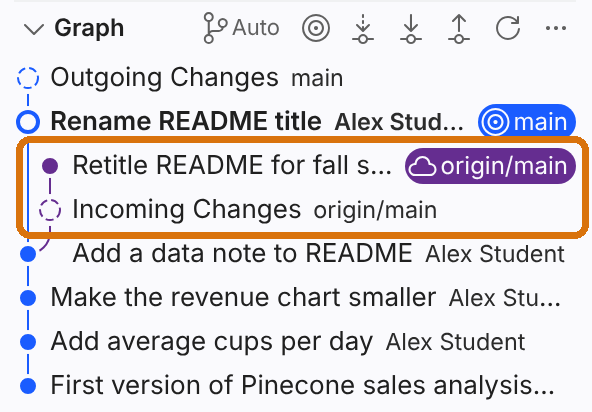 Graph Auto ...
Outgoing Changes main
Rename README title Alex Stud... main
Retitle README for fall s... origin/main
Incoming Changes origin/main
Add a data note to README Alex Student
Make the revenue chart smaller Alex Stu...
Add average cups per day Alex Student
First version of Pinecone sales analysis...